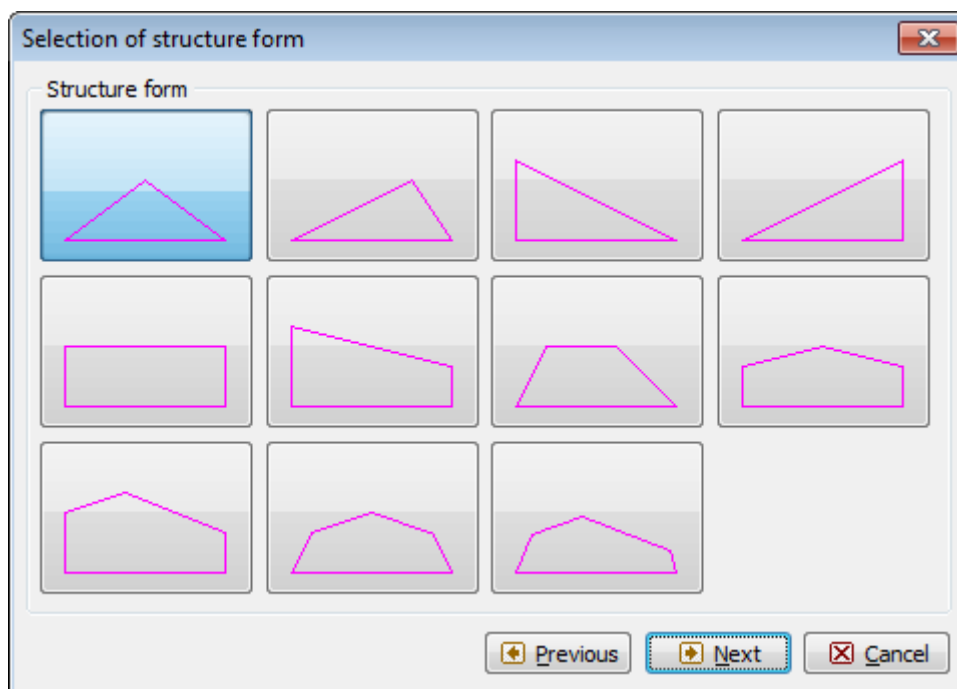 Selection of structure form
Structure form
Previous
Next
Cancel